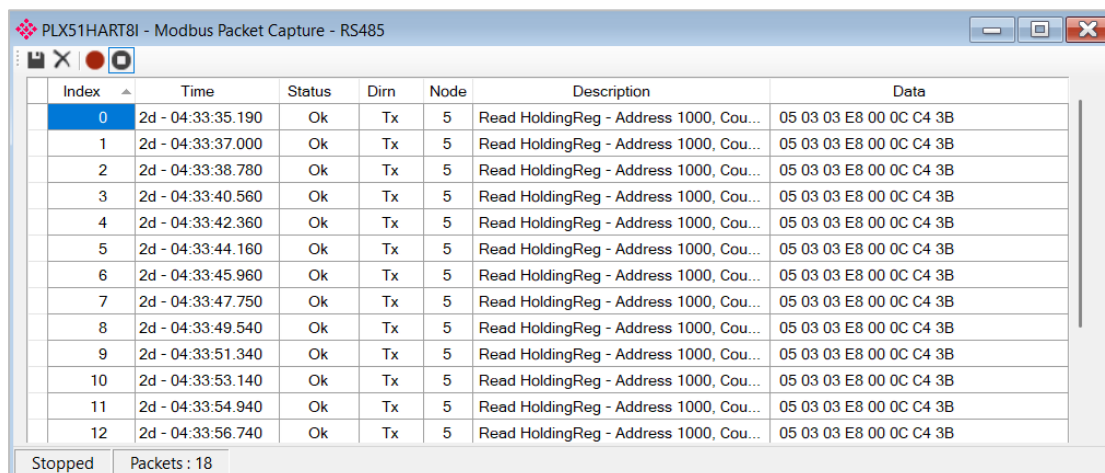 PLX51HART8I - Modbus Packet Capture - RS485
Index Time Status Dirn Node Description Data
0 2d - 04:33:35.190 Ok Tx 5 Read HoldingReg - Address 1000, Cou... 05 03 03 E8 00 0C C4 3B
1 2d - 04:33:37.000 Ok Tx 5 Read HoldingReg - Address 1000, Cou... 05 03 03 E8 00 0C C4 3B
2 2d - 04:33:38.780 Ok Tx 5 Read HoldingReg - Address 1000, Cou... 05 03 03 E8 00 0C C4 3B
3 2d - 04:33:40.560 Ok Tx 5 Read HoldingReg - Address 1000, Cou... 05 03 03 E8 00 0C C4 3B
4 2d - 04:33:42.360 Ok Tx 5 Read HoldingReg - Address 1000, Cou... 05 03 03 E8 00 0C C4 3B
5 2d - 04:33:44.160 Ok Tx 5 Read HoldingReg - Address 1000, Cou... 05 03 03 E8 00 0C C4 3B
6 2d - 04:33:45.960 Ok Tx 5 Read HoldingReg - Address 1000, Cou... 05 03 03 E8 00 0C C4 3B
7 2d - 04:33:47.750 Ok Tx 5 Read HoldingReg - Address 1000, Cou... 05 03 03 E8 00 0C C4 3B
8 2d - 04:33:49.540 Ok Tx 5 Read HoldingReg - Address 1000, Cou... 05 03 03 E8 00 0C C4 3B
9 2d - 04:33:51.340 Ok Tx 5 Read HoldingReg - Address 1000, Cou... 05 03 03 E8 00 0C C4 3B
10 2d - 04:33:53.140 Ok Tx 5 Read HoldingReg - Address 1000, Cou... 05 03 03 E8 00 0C C4 3B
11 2d - 04:33:54.940 Ok Tx 5 Read HoldingReg - Address 1000, Cou... 05 03 03 E8 00 0C C4 3B
12 2d - 04:33:56.740 Ok Tx 5 Read HoldingReg - Address 1000, Cou... 05 03 03 E8 00 0C C4 3B
Stopped Packets : 18